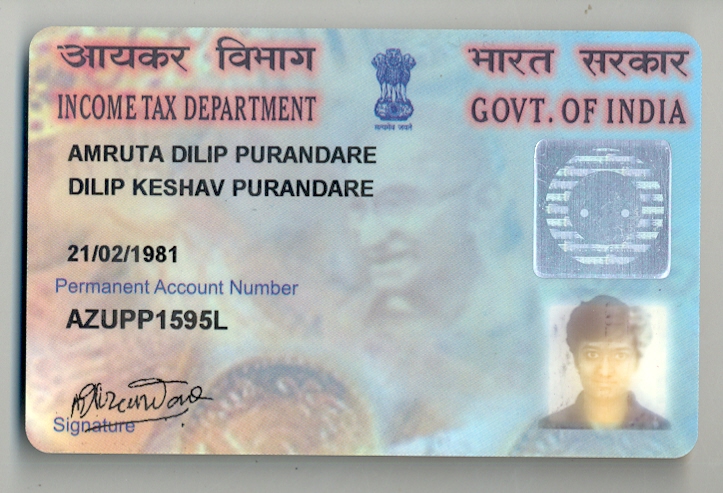 आयकर विभाग
भारत सरकार
INCOME TAX DEPARTMENT
GOVT. OF INDIA
सत्यमेव जयते
AMRUTA DILIP PURANDARE
DILIP KESHAV PURANDARE
21/02/1981
Permanent Account Number
AZUPP1595L
Signature